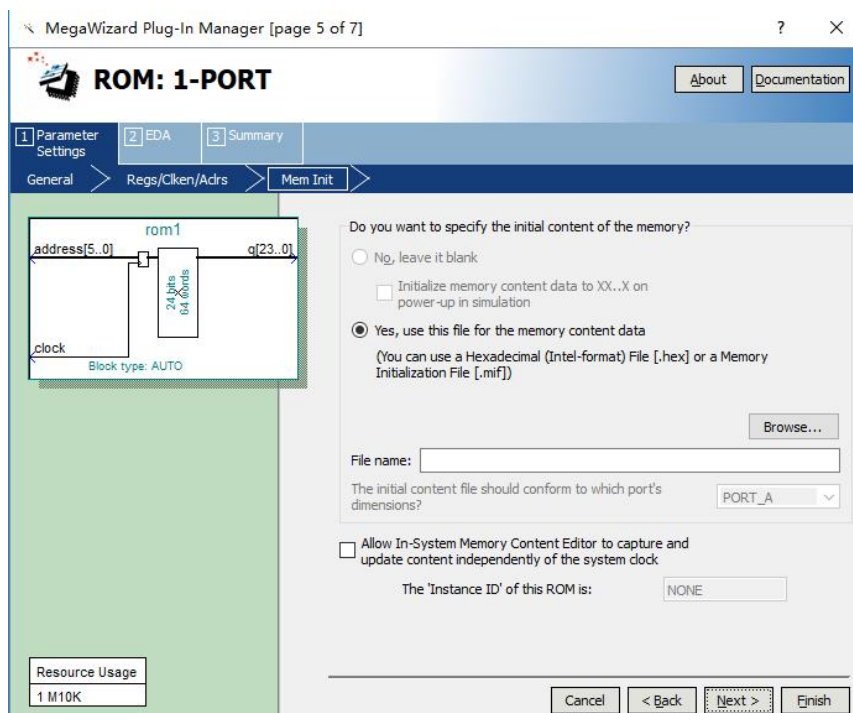 MegaWizard Plug-In Manager [page 5 of 7]
? ×
ROM: 1-PORT
About Documentation
1 Parameter Settings
2 EDA
3 Summary
General
Regs/Clken/Adrs
Mem Init
rom1
address[5..0]
q[23..0]
24 bits
64 words
clock
Block type: AUTO
Do you want to specify the initial content of the memory?
No, leave it blank
Initialize memory content data to XX..X on
power-up in simulation
Yes, use this file for the memory content data
(You can use a Hexadecimal (Intel-format) File [.hex] or a Memory
Initialization File [.mif])
Browse...
File name:
The initial content file should conform to which port's
dimensions?
PORT_A
Allow In-System Memory Content Editor to capture and
update content independently of the system clock
The 'Instance ID' of this ROM is:
NONE
Resource Usage
1 M10K
Cancel
< Back
Next >
Finish